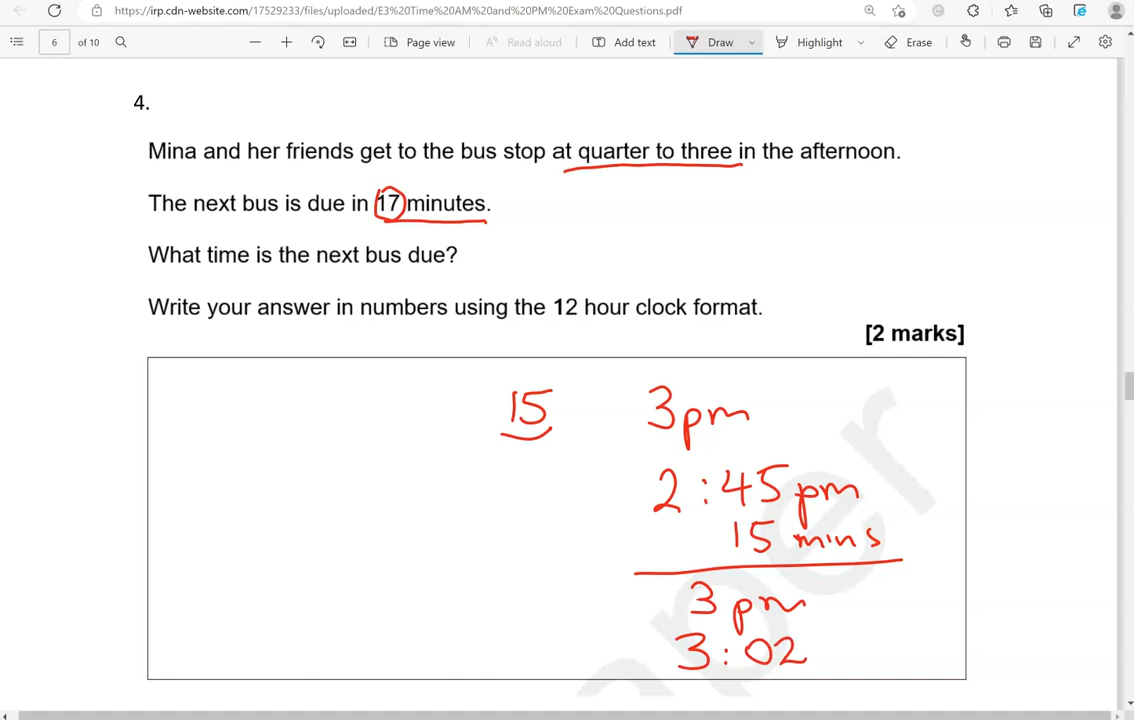 https://irp.cdn-website.com/17529233/files/uploaded/E3%20Time%20AM%20and%20PM%20Exam%20Questions.pdf
6 of 10 Page view Read aloud Add text Draw Highlight Erase
4.
Mina and her friends get to the bus stop at quarter to three in the afternoon.
The next bus is due in 17 minutes.
What time is the next bus due?
Write your answer in numbers using the 12 hour clock format.
[2 marks]
15 3pm
2:45 pm
15 mins
3 pm
3:02